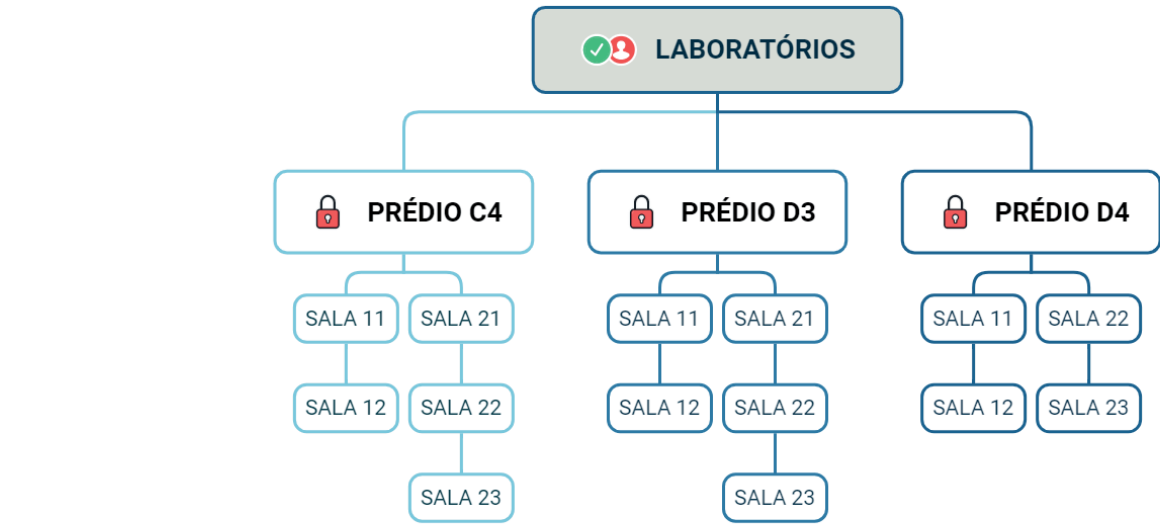 LABORATÓRIOS
PRÉDIO C4
PRÉDIO D3
PRÉDIO D4
SALA 11
SALA 21
SALA 11
SALA 21
SALA 11
SALA 22
SALA 12
SALA 22
SALA 12
SALA 22
SALA 12
SALA 23
SALA 23
SALA 23